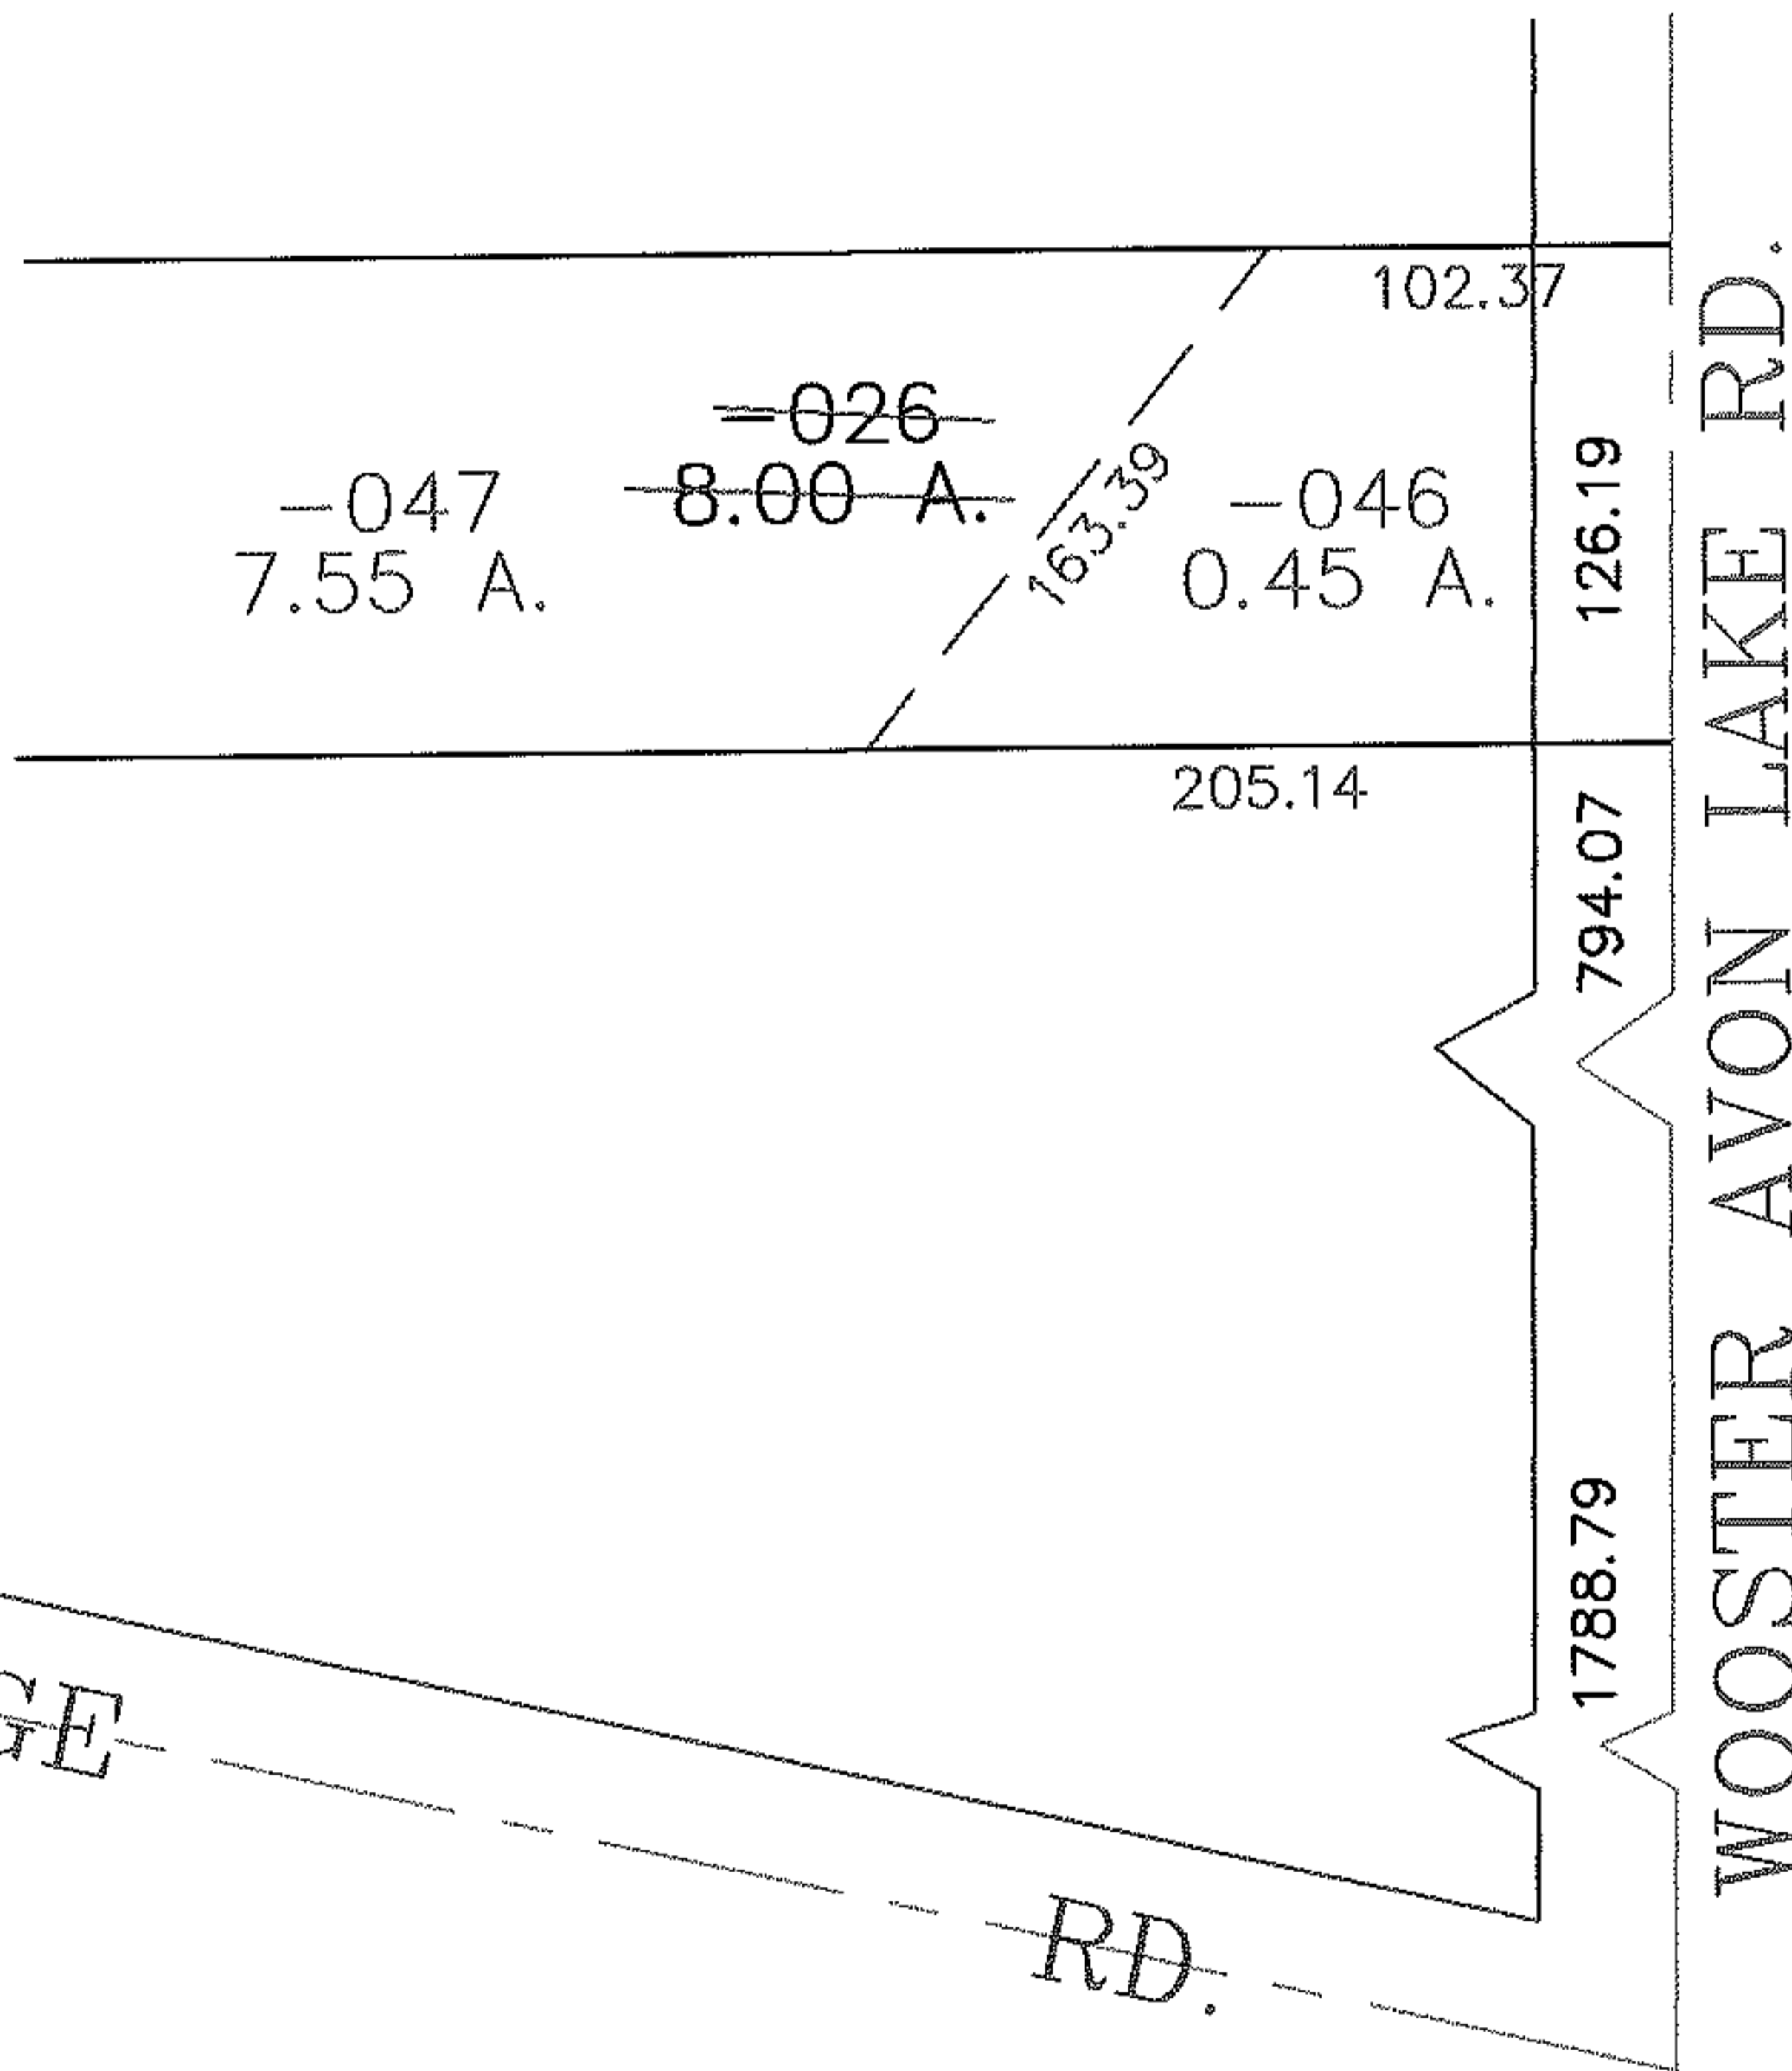 102.37
-026
8.00 A.
-047
7.55 A.
163.39
-046
0.45 A.
126.19
205.14
794.07
1788.79
WOOSTER AVON LAKE RD.
GE RD.